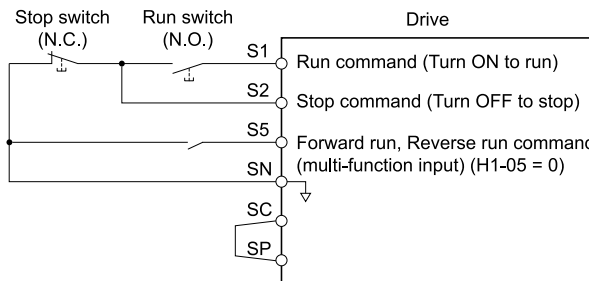 Stop switch
(N.C.)
Run switch
(N.O.)
Drive
S1
Run command (Turn ON to run)
S2
Stop command (Turn OFF to stop)
S5
Forward run, Reverse run command
(multi-function input) (H1-05 = 0)
SN
SC
SP